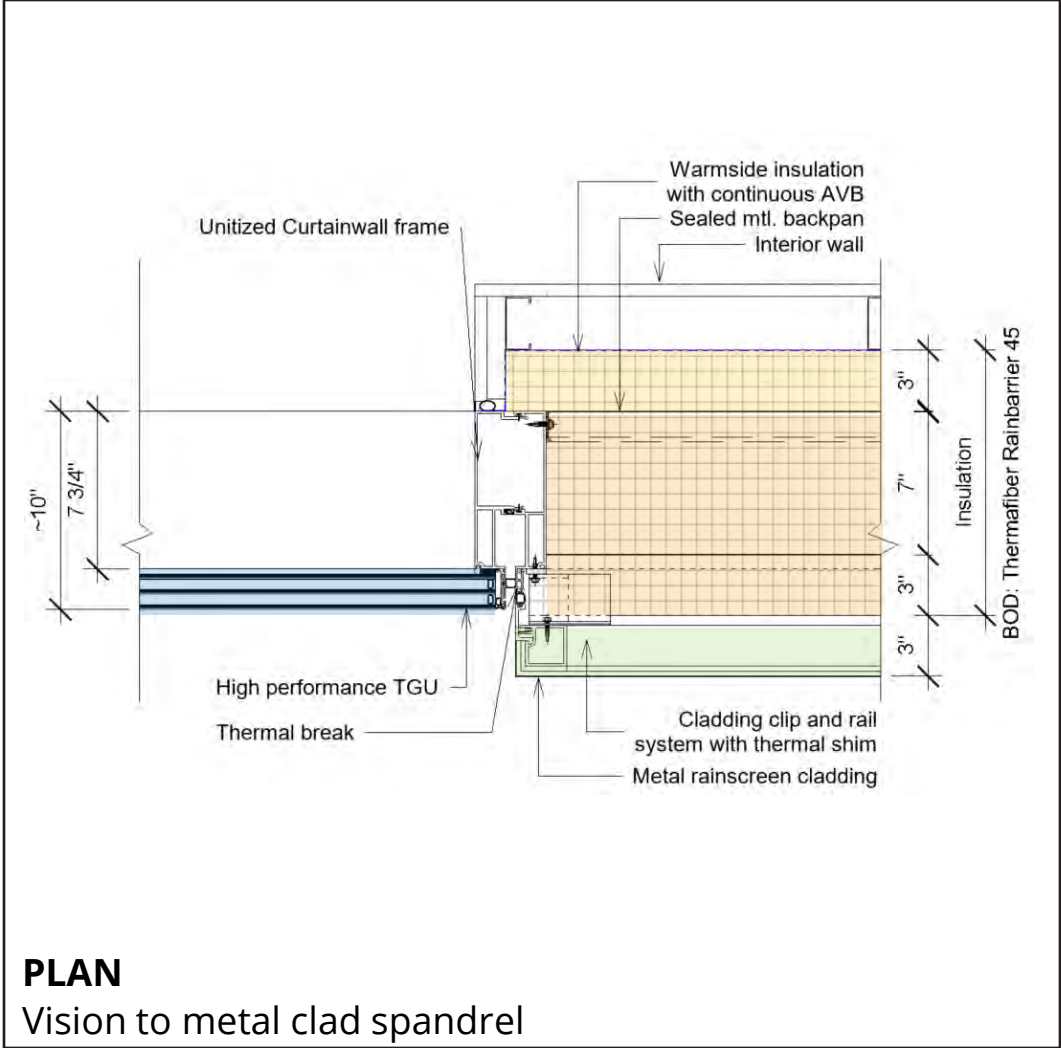 Warmside insulation
with continuous AVB
Sealed mtl. backpan
Interior wall
Unitized Curtainwall frame
3"
7"
3"
3"
Insulation
BOD: Thermafiber Rainbarrier 45
~10"
7 3/4"
High performance TGU
Thermal break
Cladding clip and rail
system with thermal shim
Metal rainscreen cladding
PLAN
Vision to metal clad spandrel